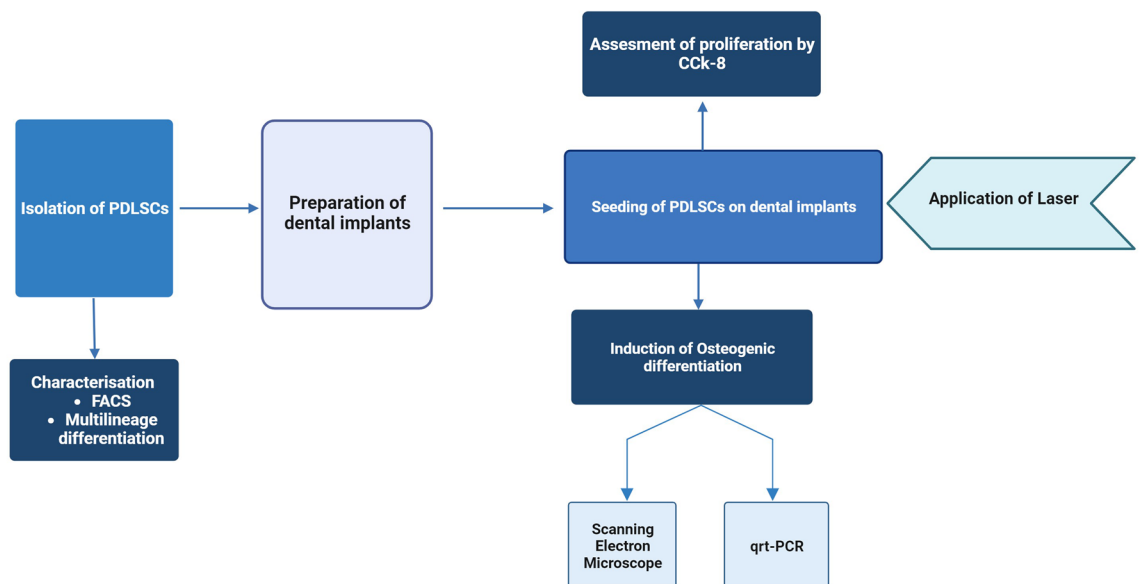 Assesment of proliferation by
CCk-8
Isolation of PDLSCs
Preparation of
dental implants
Seeding of PDLSCs on dental implants
Application of Laser
Characterisation
• FACS
• Multilineage
differentiation
Induction of Osteogenic
differentiation
Scanning
Electron
Microscope
qrt-PCR